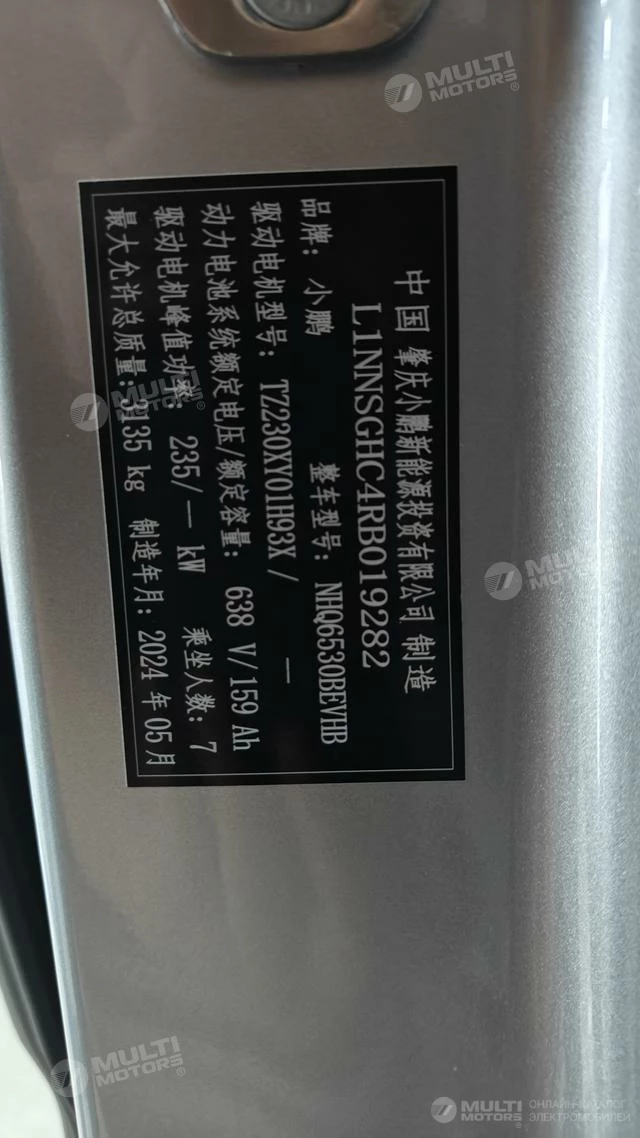 中国 肇庆小鹏新能源投资有限公司 制造
L1NNSGHC4RB019282
品牌： 小鹏 整车型号： NHQ6530BEVHB
驱动电机型号： TZ230XY01H93X / —
动力电池系统额定电压/额定容量： 638 V/159 Ah
驱动电机峰值功率： 235/— kW 乘坐人数： 7
最大允许总质量：3135 kg 制造年月： 2024 年 05 月
MULTI
MOTORS®
MULTI
MOTORS®
MULTI
MOTORS®
MULTI
MOTORS®
MULTI
MOTORS®
ОНЛАЙН-КАТАЛОГ
ЭЛЕКТРОМОБИЛЕЙ